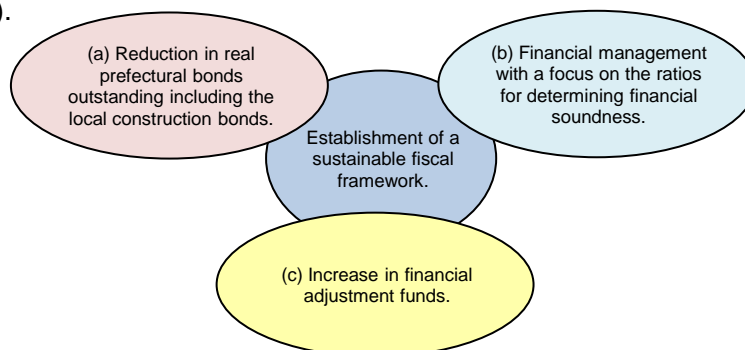 ).
(a) Reduction in real
prefectural bonds
outstanding including the
local construction bonds.
(b) Financial management
with a focus on the ratios
for determining financial
soundness.
Establishment of a
sustainable fiscal
framework.
(c) Increase in financial
adjustment funds.